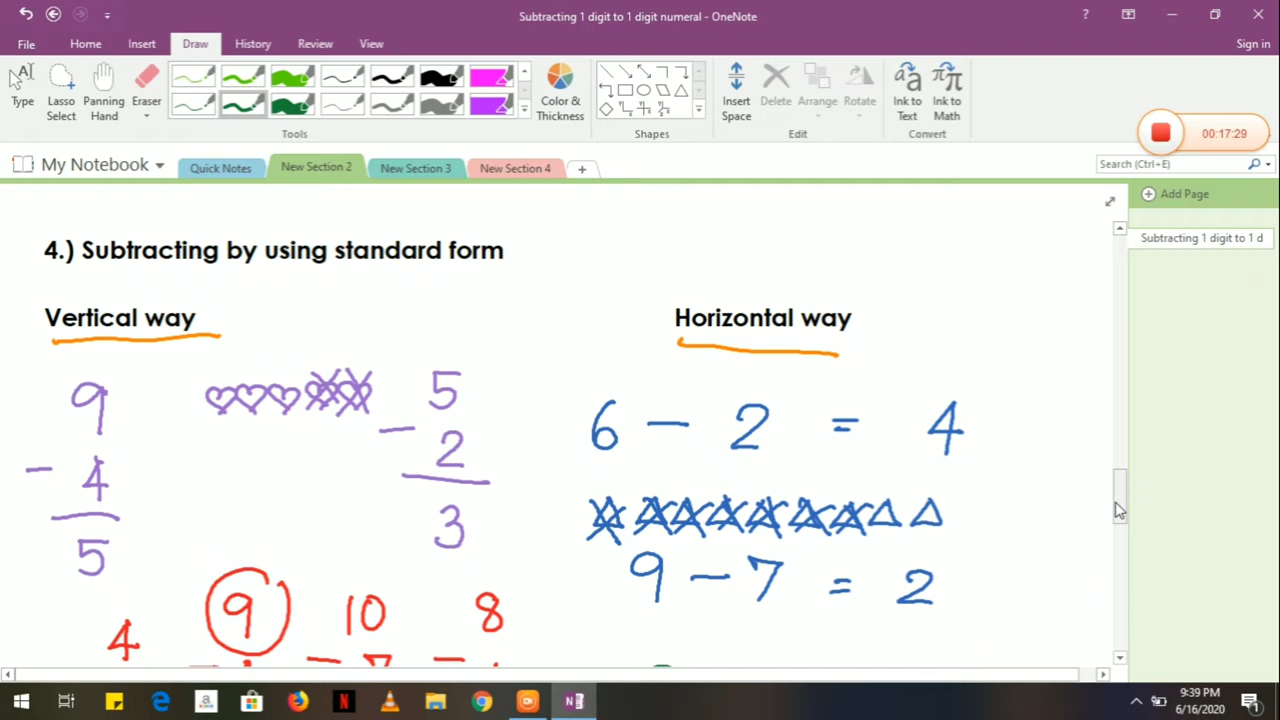 Subtracting 1 digit to 1 digit numeral - OneNote
?
File Home Insert Draw History Review View
Sign in
Type
Lasso Select
Panning Hand
Eraser
Color & Thickness
Insert Space
Delete
Arrange
Rotate
Ink to Text
Ink to Math
Tools
Shapes
Edit
Convert
00:17:29
My Notebook
Quick Notes
New Section 2
New Section 3
New Section 4
Search (Ctrl+E)
Add Page
Subtracting 1 digit to 1 d
4.) Subtracting by using standard form
Vertical way
9
- 4
5
5
- 2
3
4
9
10
- 7
8
Horizontal way
6 - 2 = 4
9 - 7 = 2
9:39 PM
6/16/2020